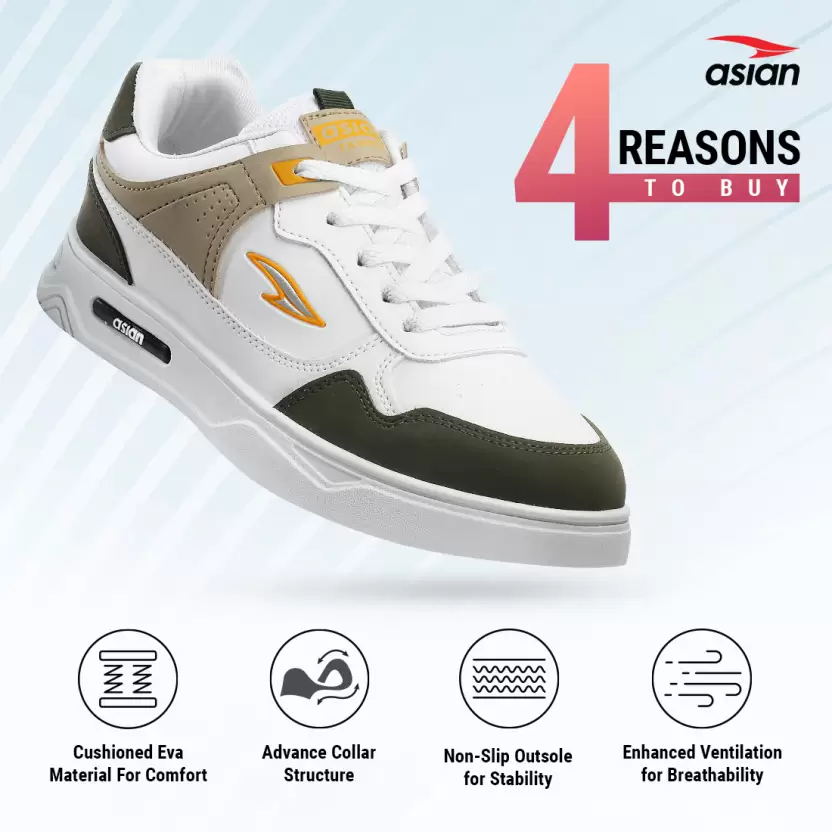 asian
4 REASONS
TO BUY
asian
asian
Cushioned Eva
Material For Comfort
Advance Collar
Structure
Non-Slip Outsole
for Stability
Enhanced Ventilation
for Breathability